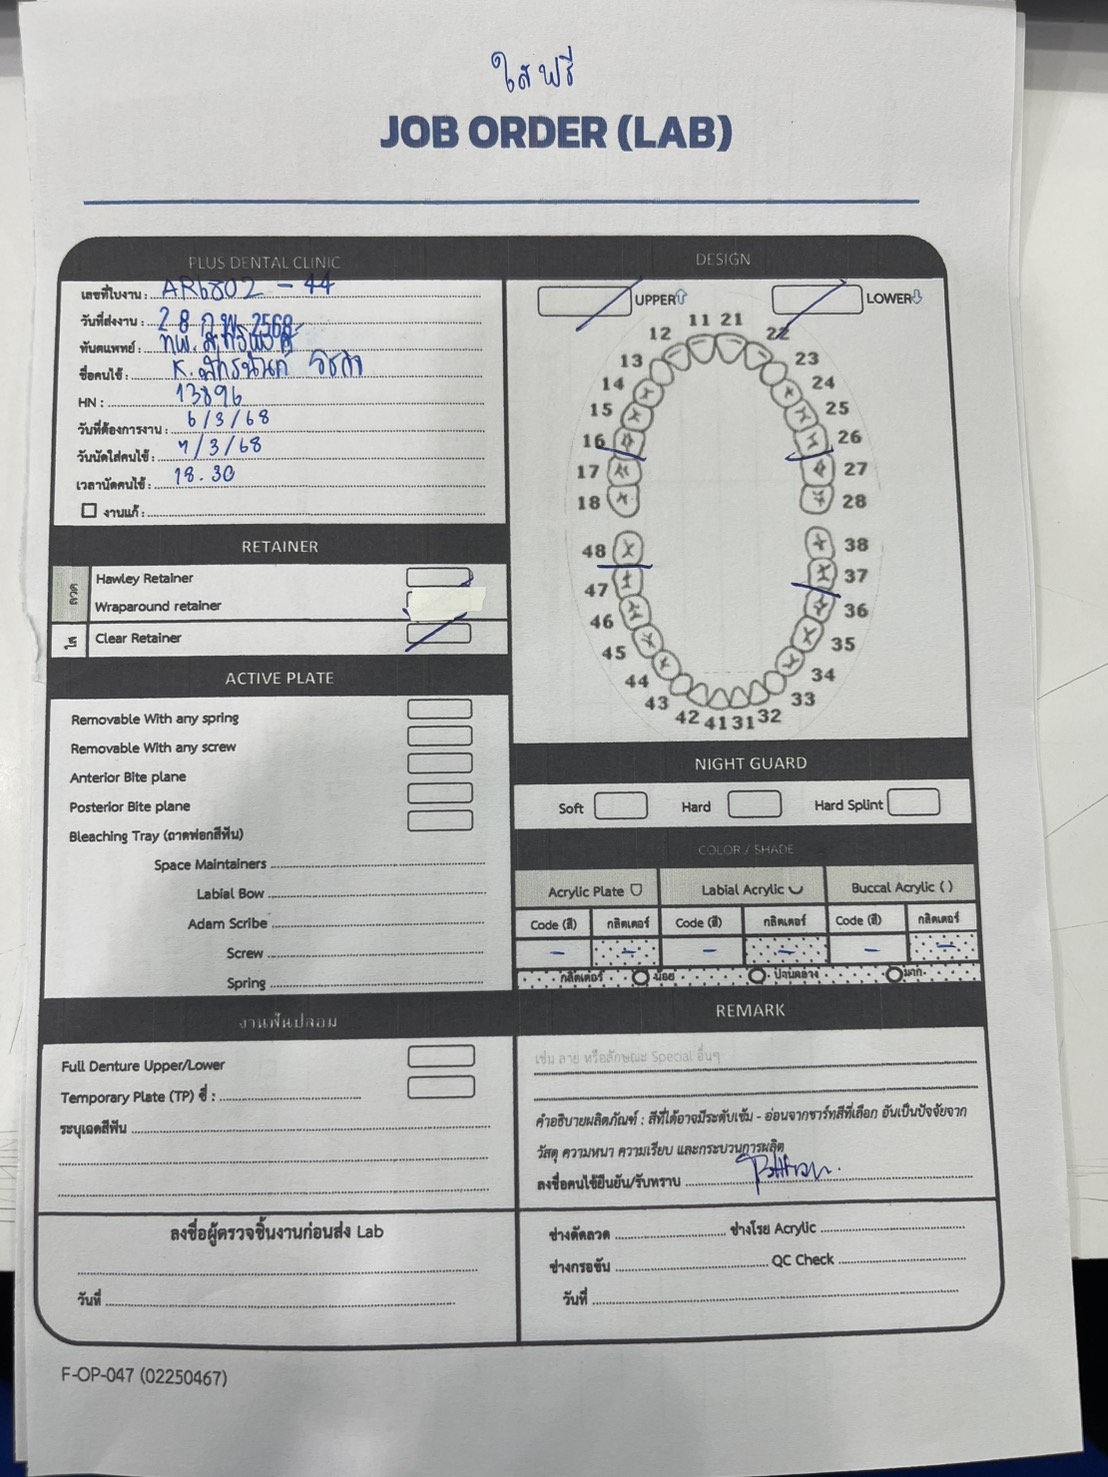 ใสฟรี
JOB ORDER (LAB)
PLUS DENTAL CLINIC
เลขที่ใบงาน : AR6802 - 44
วันที่ส่งงาน : 28 ก.พ. 2568
ทันตแพทย์ : ทพ.
ชื่อคนไข้ : K.
HN : 13896
วันที่ต้องการงาน : 6/3/68
วันนัดใส่คนไข้ : 7/3/68
เวลานัดคนไข้ : 18.30
งานแก้ :
RETAINER
ลวด
Hawley Retainer
Wraparound retainer
ใส
Clear Retainer
ACTIVE PLATE
Removable With any spring
Removable With any screw
Anterior Bite plane
Posterior Bite plane
Bleaching Tray (ถาดฟอกสีฟัน)
Space Maintainers
Labial Bow
Adam Scribe
Screw
Spring
งานฟันปลอม
Full Denture Upper/Lower
Temporary Plate (TP) ซี่ :
ระบุเฉดสีฟัน
ลงชื่อผู้ตรวจชิ้นงานก่อนส่ง Lab
วันที่
DESIGN
UPPER LOWER
11 21
12 22
13 23
14 24
15 25
16 26
17 27
18 28
48 38
47 37
46 36
45 35
44 34
43 33
42 41 31 32
NIGHT GUARD
Soft Hard Hard Splint
COLOR / SHADE
Acrylic Plate Labial Acrylic Buccal Acrylic ( )
Code (สี) กลิตเตอร์ Code (สี) กลิตเตอร์ Code (สี) กลิตเตอร์
- - - - - -
กลิตเตอร์ น้อย ปานกลาง มาก
REMARK
เช่น ลาย หรือลักษณะ Special อื่นๆ
คำอธิบายผลิตภัณฑ์ : สีที่ได้อาจมีระดับเข้ม - อ่อนจากชาร์ทสีที่เลือก อันเป็นปัจจัยจาก
วัสดุ ความหนา ความเรียบ และกระบวนการผลิต
ลงชื่อคนไข้ยืนยัน/รับทราบ
ช่างดัดลวด ช่างโรย Acrylic
ช่างกรอขัน QC Check
วันที่
F-OP-047 (02250467)